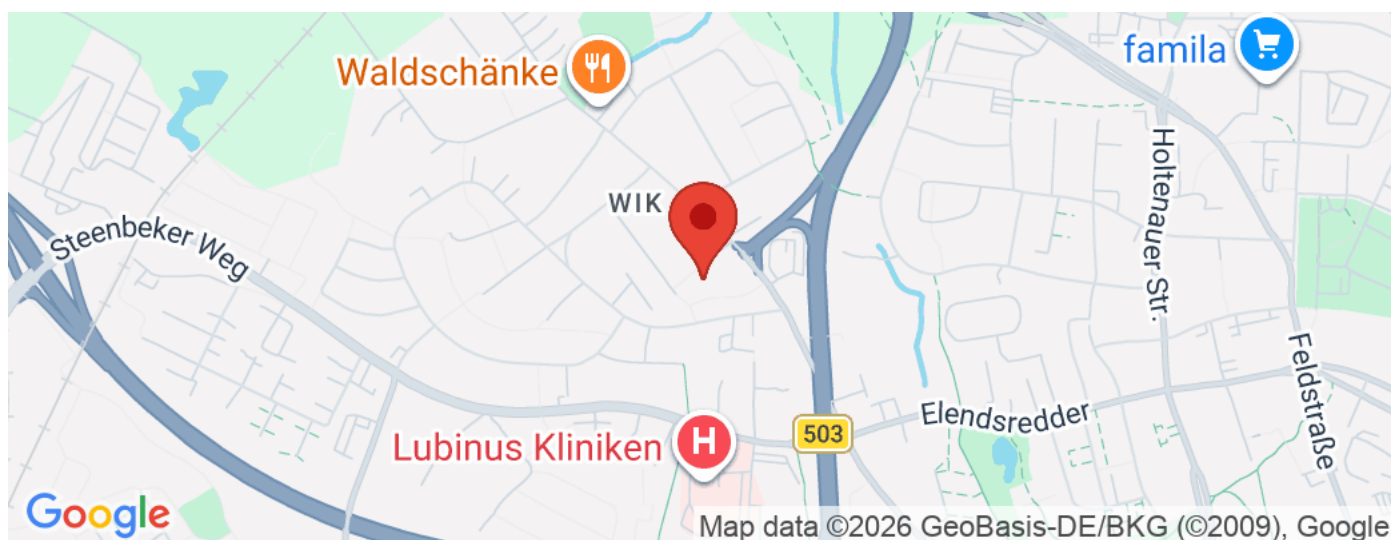 Waldschänke
famila
WIK
Holtenauer Str.
Steenbeker Weg
Feldstraße
Elendsredder
503
Lubinus Kliniken
H
Google
Map data ©2026 GeoBasis-DE/BKG (©2009), Google